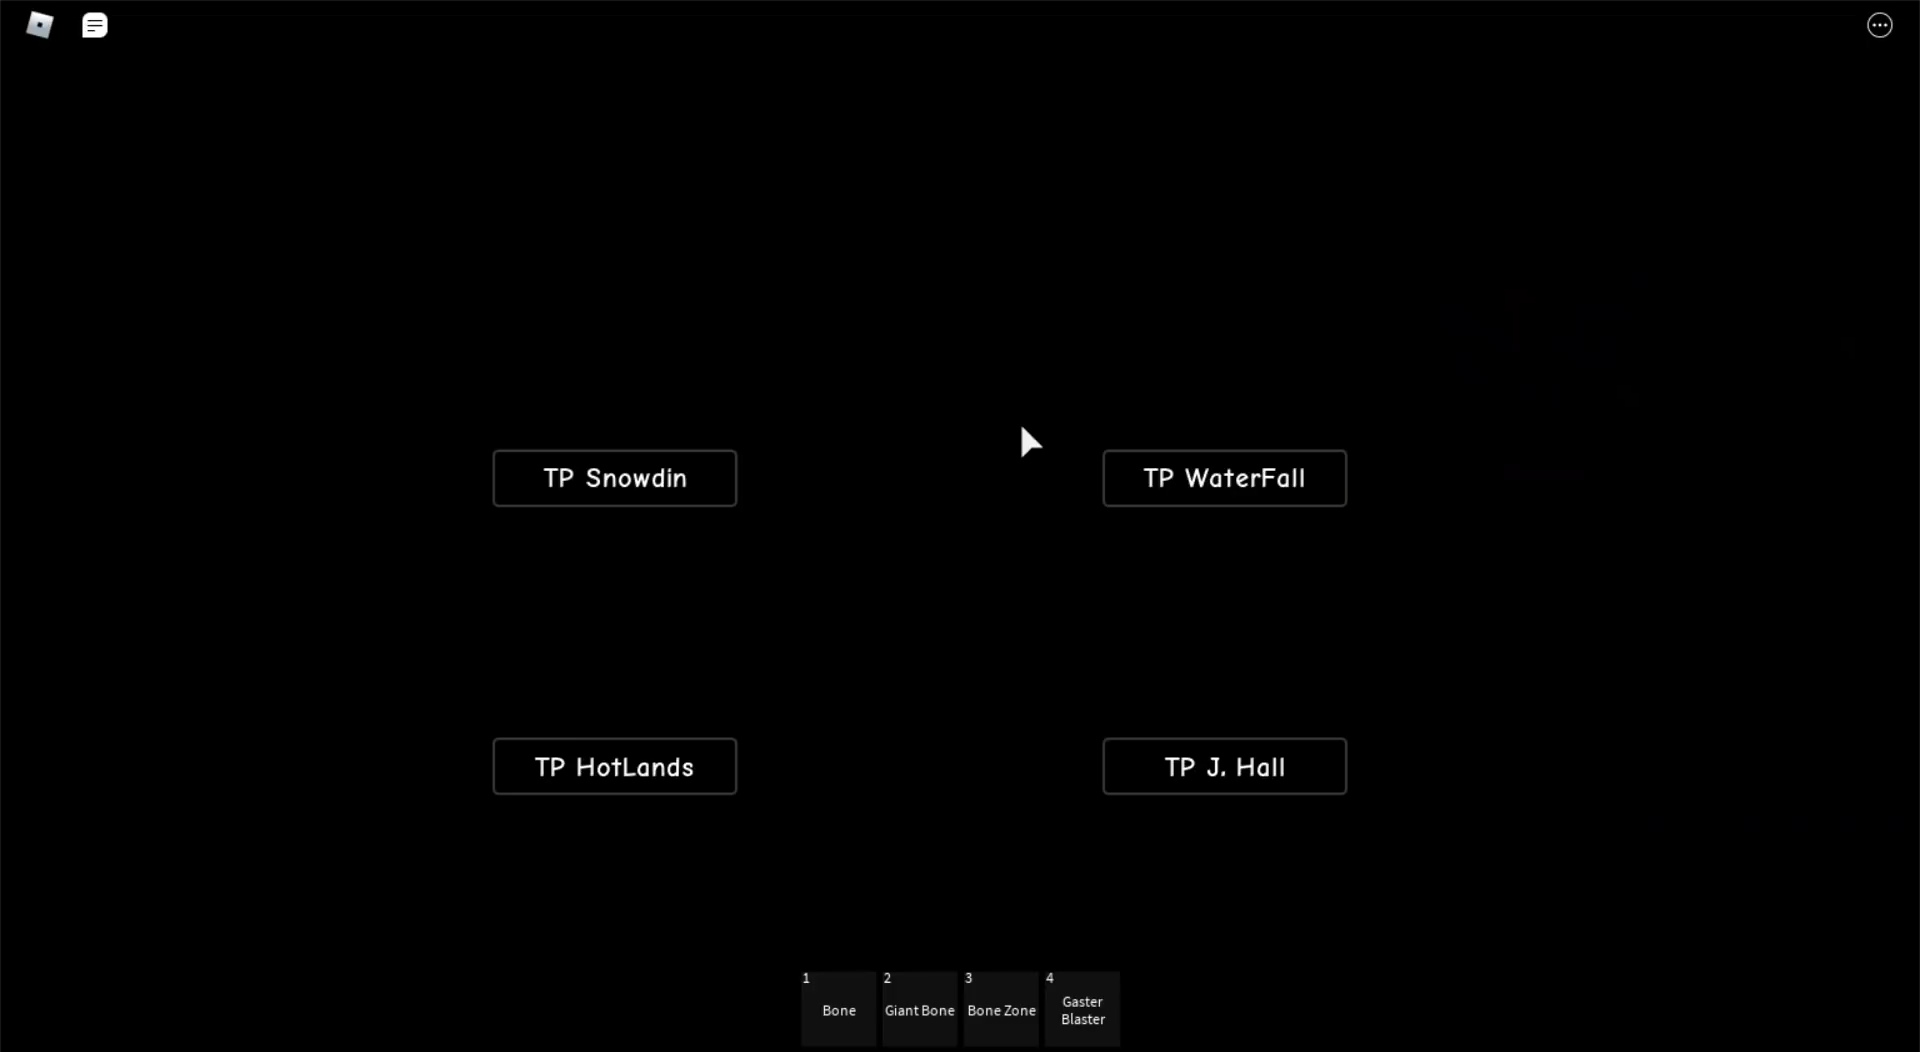 TP Snowdin
TP WaterFall
TP HotLands
TP J. Hall
1
Bone
2
Giant Bone
3
Bone Zone
4
Gaster
Blaster